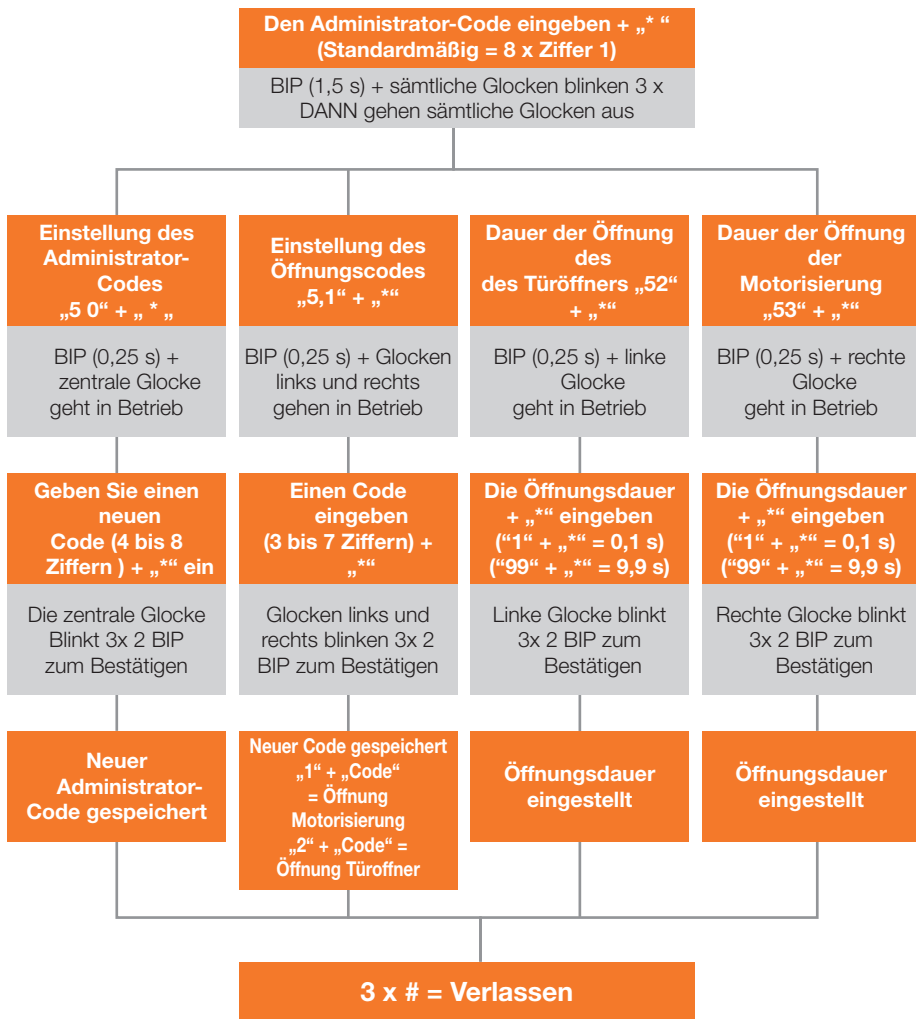 Den Administrator-Code eingeben + „* “
(Standardmäßig = 8 x Ziffer 1)
BIP (1,5 s) + sämtliche Glocken blinken 3 x
DANN gehen sämtliche Glocken aus
Einstellung des
Administrator-
Codes
„5 0“ + „ * „
BIP (0,25 s) +
zentrale Glocke
geht in Betrieb
Geben Sie einen
neuen
Code (4 bis 8
Ziffern ) + „*“ ein
Die zentrale Glocke
Blinkt 3x 2 BIP
zum Bestätigen
Neuer
Administrator-
Code gespeichert
Einstellung des
Öffnungscodes
„5,1“ + „*“
BIP (0,25 s) + Glocken
links und rechts
gehen in Betrieb
Einen Code
eingeben
(3 bis 7 Ziffern) +
„*“
Glocken links und
rechts blinken 3x 2
BIP zum Bestätigen
Neuer Code gespeichert
„1“ + „Code“
= Öffnung
Motorisierung
„2“ + „Code“ =
Öffnung Türoffner
Dauer der Öffnung
des
des Türöffners „52“
+ „*“
BIP (0,25 s) + linke
Glocke
geht in Betrieb
Die Öffnungsdauer
+ „*“ eingeben
(“1“ + „*“ = 0,1 s)
(“99“ + „*“ = 9,9 s)
Linke Glocke blinkt
3x 2 BIP zum
Bestätigen
Öffnungsdauer
eingestellt
Dauer der Öffnung
der
Motorisierung
„53“ + „*“
BIP (0,25 s) + rechte
Glocke
geht in Betrieb
Die Öffnungsdauer
+ „*“ eingeben
(“1“ + „*“ = 0,1 s)
(“99“ + „*“ = 9,9 s)
Rechte Glocke blinkt
3x 2 BIP zum
Bestätigen
Öffnungsdauer
eingestellt
3 x # = Verlassen